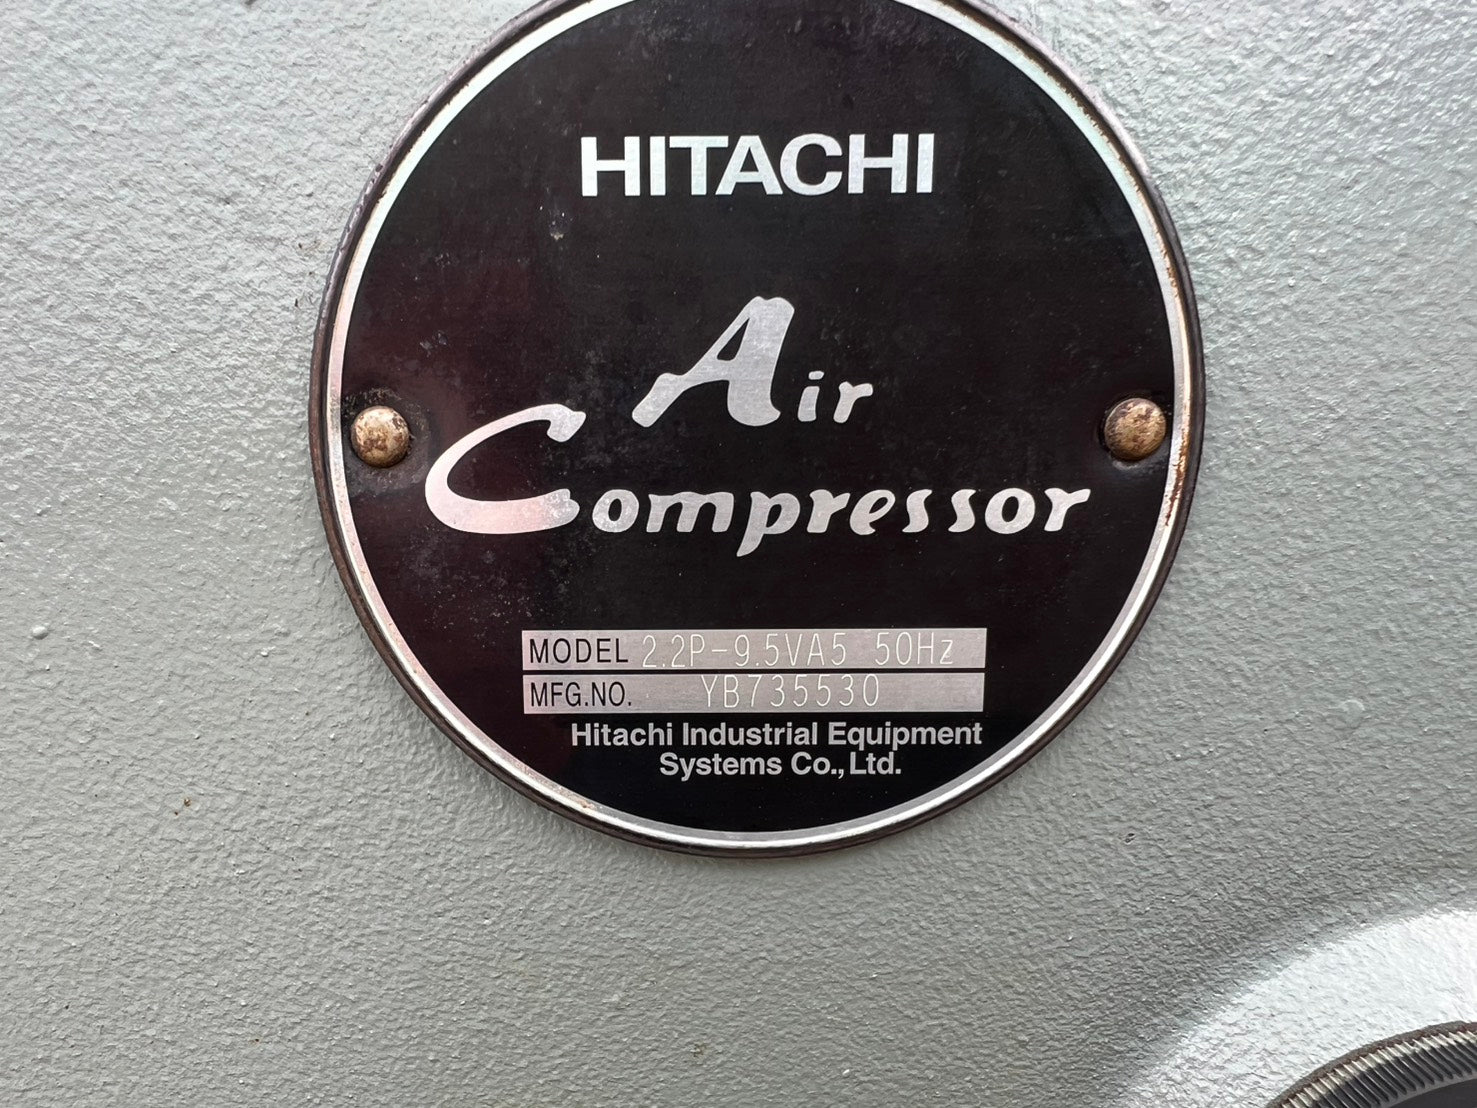 HITACHI
Air
Compressor
MODEL 2.2P-9.5VA5 50Hz
MFG.NO. YB735530
Hitachi Industrial Equipment
Systems Co.,Ltd.